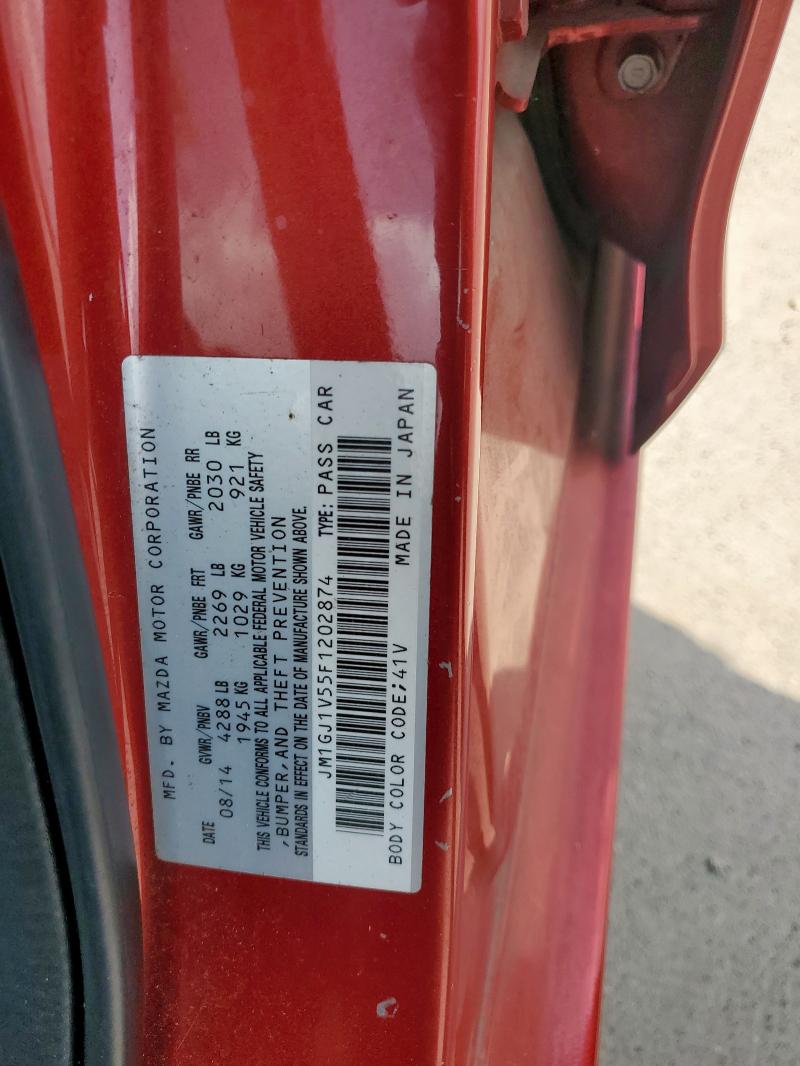 MFD. BY MAZDA MOTOR CORPORATION
DATE GVWR/PNBV GAWR/PNBE FRT GAWR/PNBE RR
08/14 4288 LB 2269 LB 2030 LB
1945 KG 1029 KG 921 KG
THIS VEHICLE CONFORMS TO ALL APPLICABLE FEDERAL MOTOR VEHICLE SAFETY
,BUMPER,AND THEFT PREVENTION
STANDARDS IN EFFECT ON THE DATE OF MANUFACTURE SHOWN ABOVE.
JM1GJ1V55F1202874 TYPE: PASS CAR
BODY COLOR CODE;41V MADE IN JAPAN